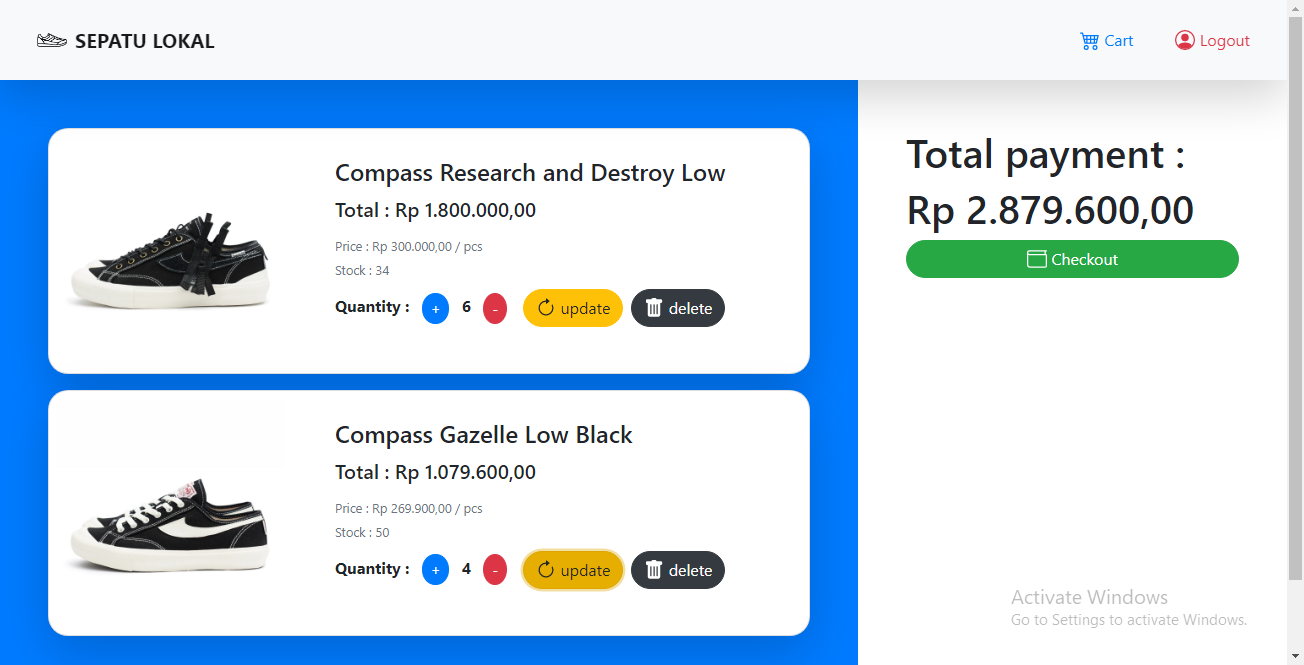 SEPATU LOKAL
Cart
Logout
Compass Research and Destroy Low
Total : Rp 1.800.000,00
Price : Rp 300.000,00 / pcs
Stock : 34
Quantity : + 6 - update delete
Compass Gazelle Low Black
Total : Rp 1.079.600,00
Price : Rp 269.900,00 / pcs
Stock : 50
Quantity : + 4 - update delete
Total payment :
Rp 2.879.600,00
Checkout
Activate Windows
Go to Settings to activate Windows.